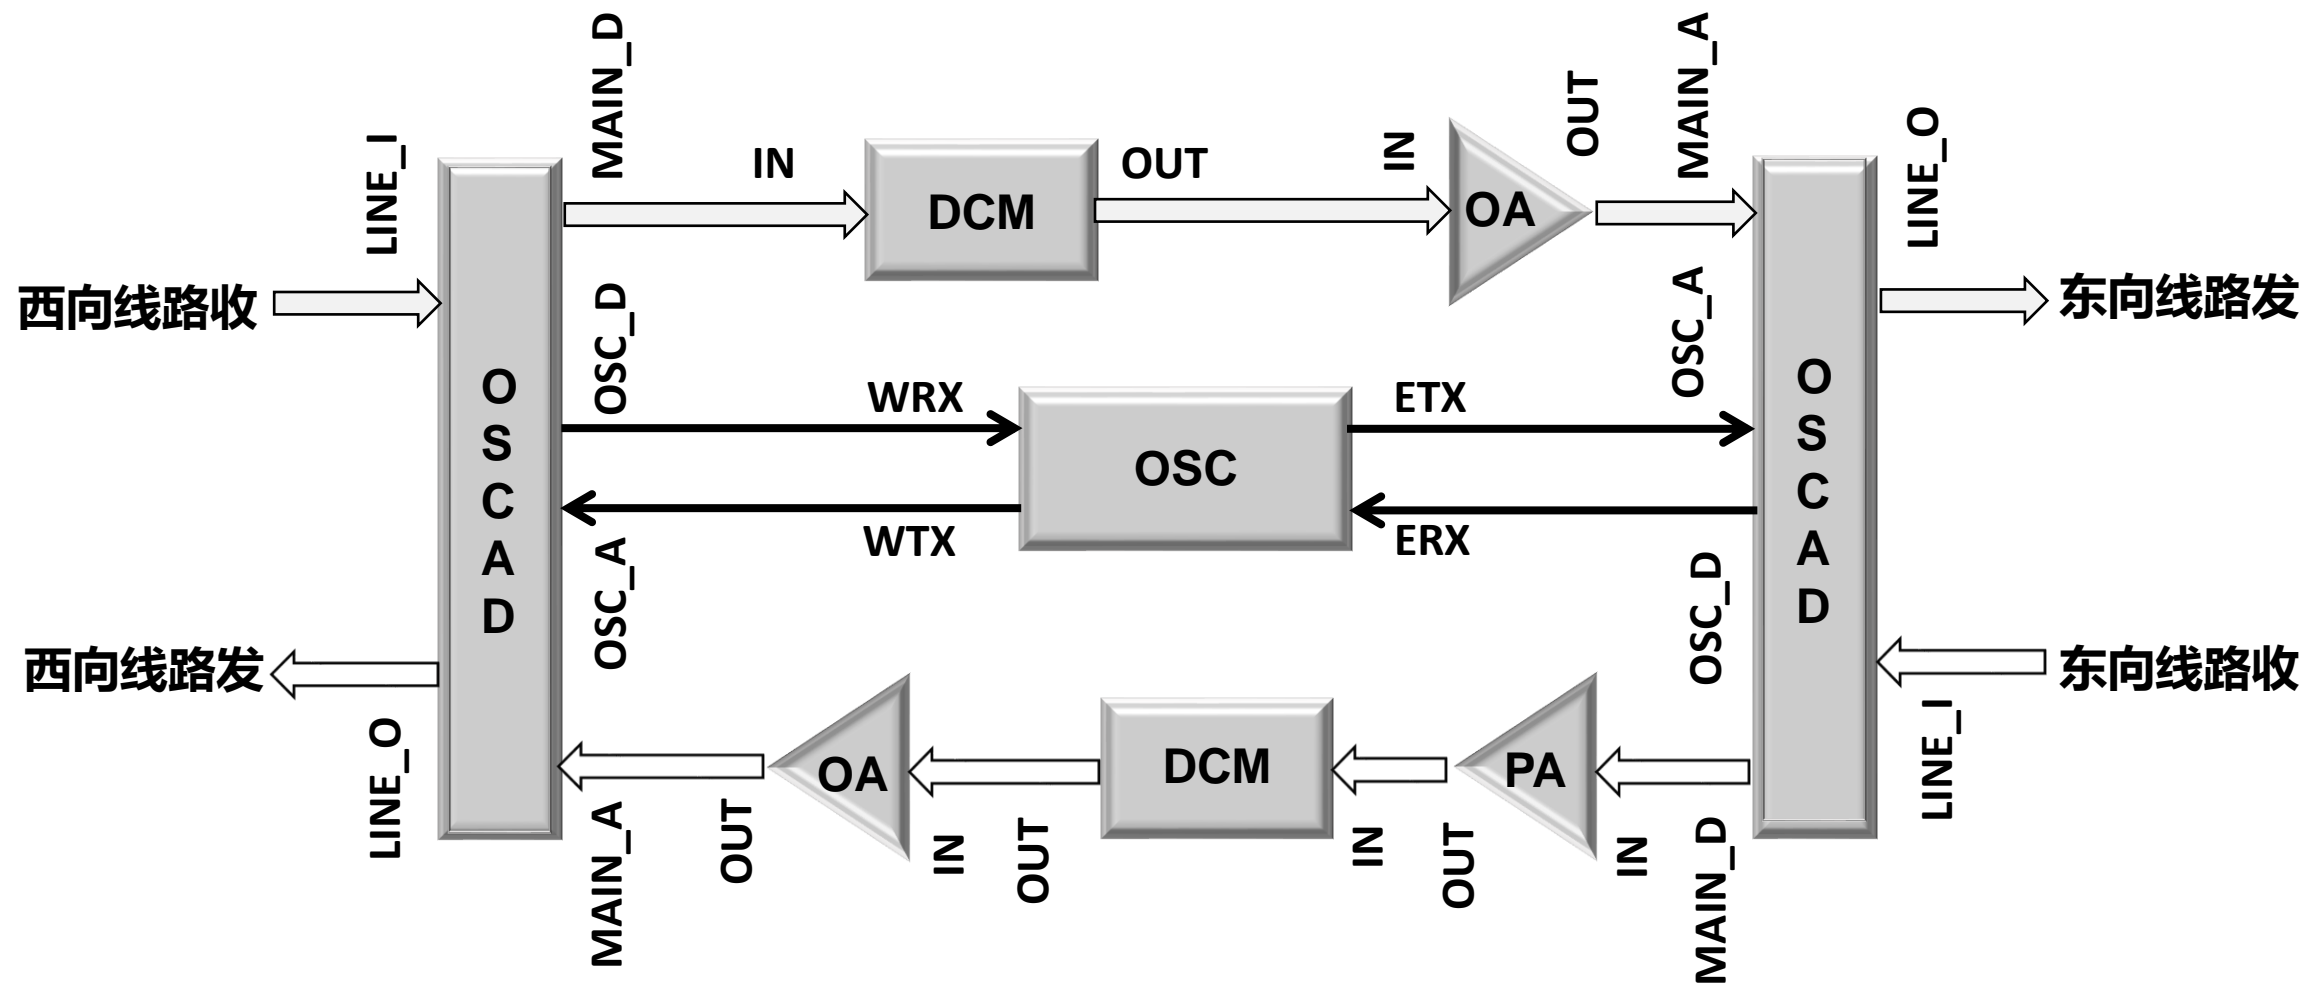 MAIN_D
MAIN_A
OUT
LINE_I
IN
DCM
OUT
IN
OA
LINE_O
西向线路收
OSC_D
OSC_A
东向线路发
OSCAD
WRX
ETX
OSCAD
OSC
WTX
ERX
OSC_A
OSC_D
西向线路发
东向线路收
LINE_O
OA
DCM
PA
LINE_I
MAIN_A
OUT
IN
OUT
IN
OUT
IN
MAIN_D